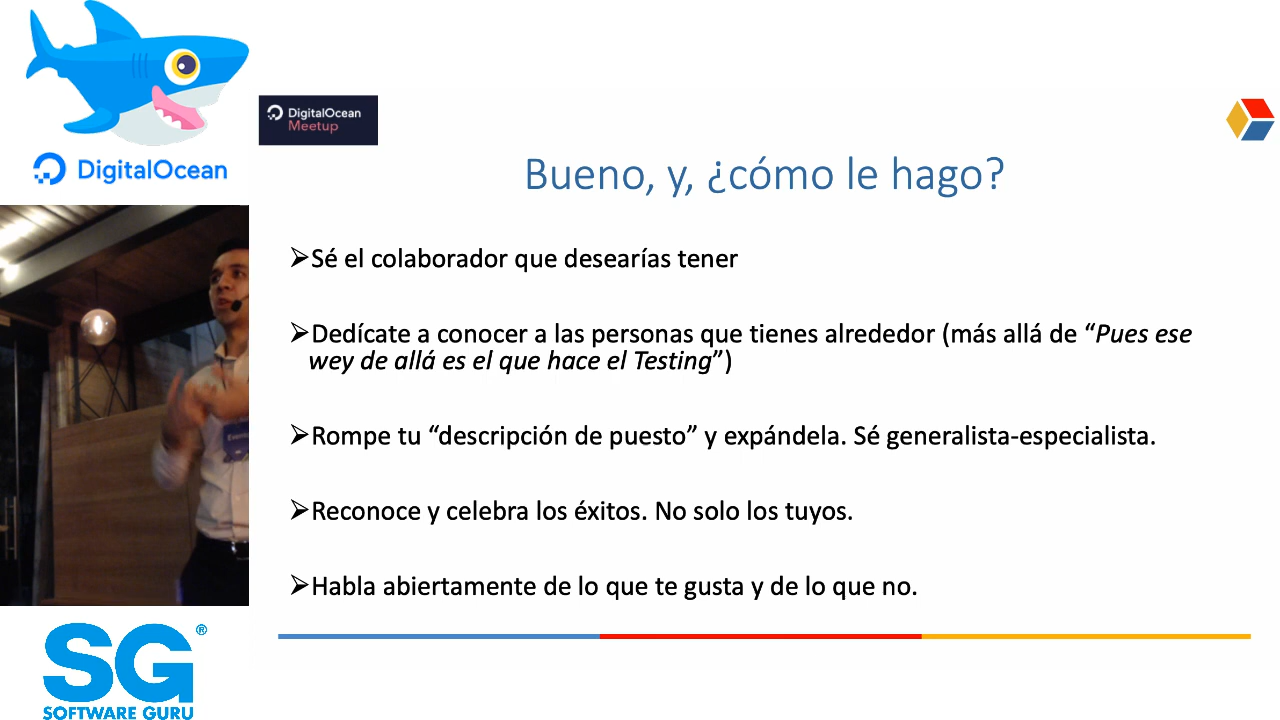 DigitalOcean
DigitalOcean
Meetup
Bueno, y, ¿cómo le hago?
➢Sé el colaborador que desearías tener
➢Dedícate a conocer a las personas que tienes alrededor (más allá de “Pues ese
wey de allá es el que hace el Testing”)
➢Rompe tu “descripción de puesto” y expándela. Sé generalista-especialista.
➢Reconoce y celebra los éxitos. No solo los tuyos.
➢Habla abiertamente de lo que te gusta y de lo que no.
SG®
SOFTWARE GURU